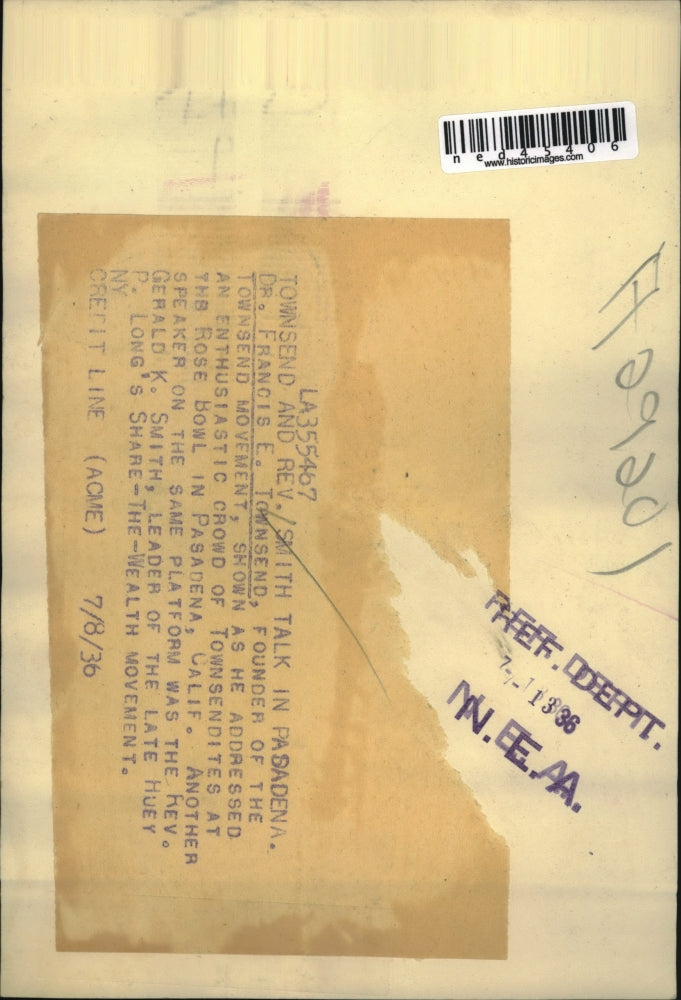 ned45406
www.historicimages.com
LA355467
TOWNSEND AND REV./SMITH TALK IN PASADENA.
DR. FRANCIS E. TOWNSEND, FOUNDER OF THE
TOWNSEND MOVEMENT, SHOWN AS HE ADDRESSED
AN ENTHUSIASTIC CROWD OF TOWNSENDITES AT
THB ROSE BOWL IN PASADENA, CALIF. ANOTHER
SPEAKER ON THE SAME PLATFORM WAS THE REV.
GERALD K. SMITH, LEADER OF THE LATE HUEY
P. LONG'S SHARE-THE-WEALTH MOVEMENT.
NY
CREDIT LINE (ACME) 7/8/36
REF. DEPT.
N.E.A.